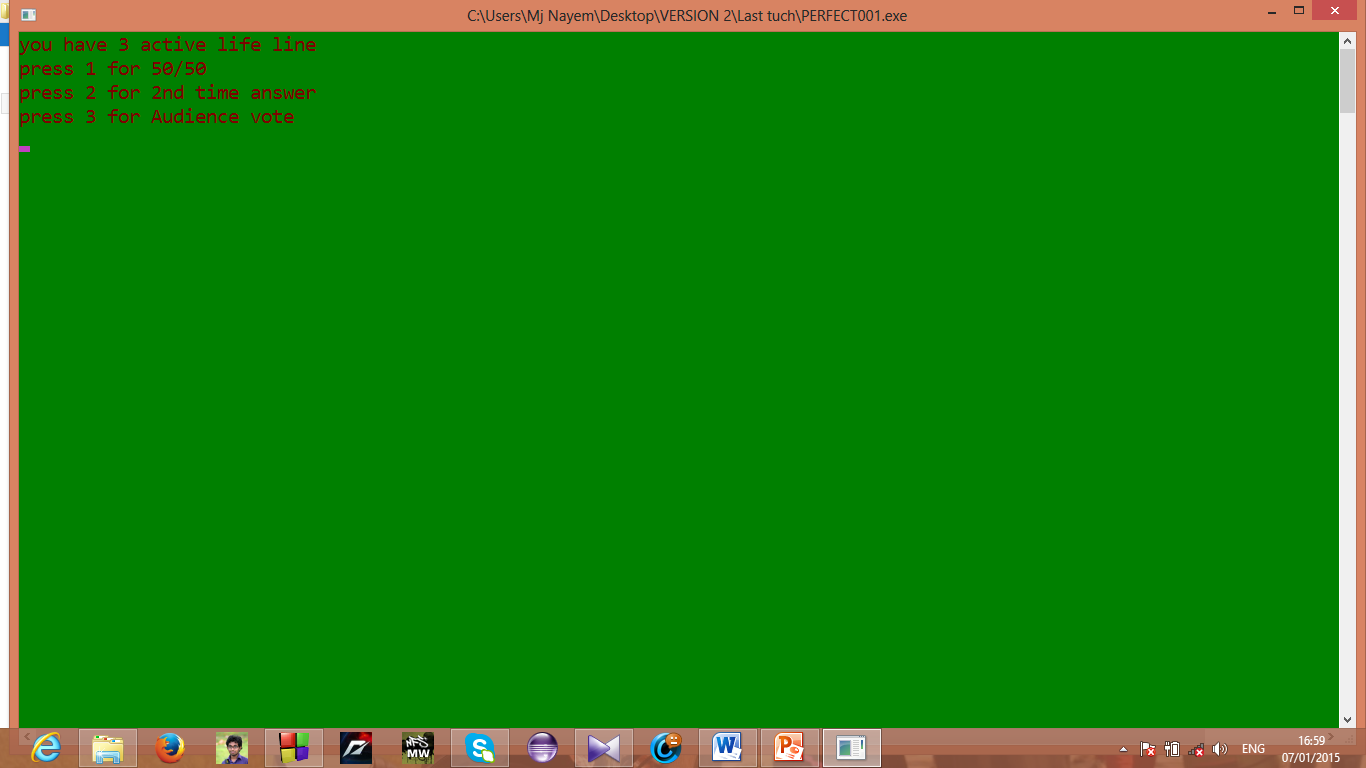 C:\Users\Mj Nayem\Desktop\VERSION 2\Last tuch\PERFECT001.exe
you have 3 active life line
press 1 for 50/50
press 2 for 2nd time answer
press 3 for Audience vote
NFS
MW
ENG
16:59
07/01/2015